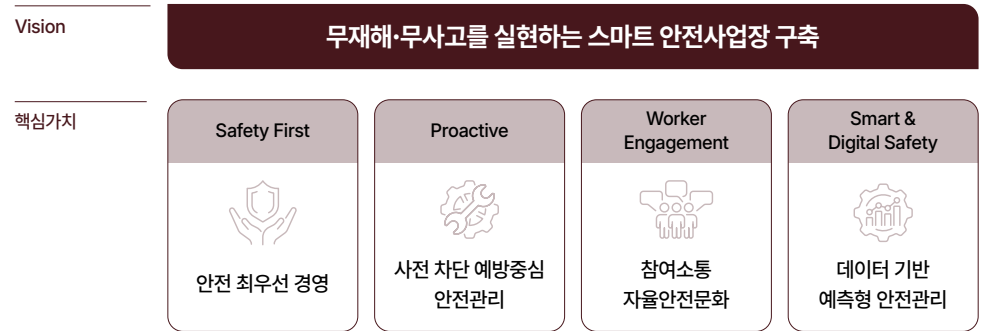 Vision
무재해·무사고를 실현하는 스마트 안전사업장 구축
핵심가치
Safety First
안전 최우선 경영
Proactive
사전 차단 예방중심
안전관리
Worker
Engagement
참여소통
자율안전문화
Smart &
Digital Safety
데이터 기반
예측형 안전관리